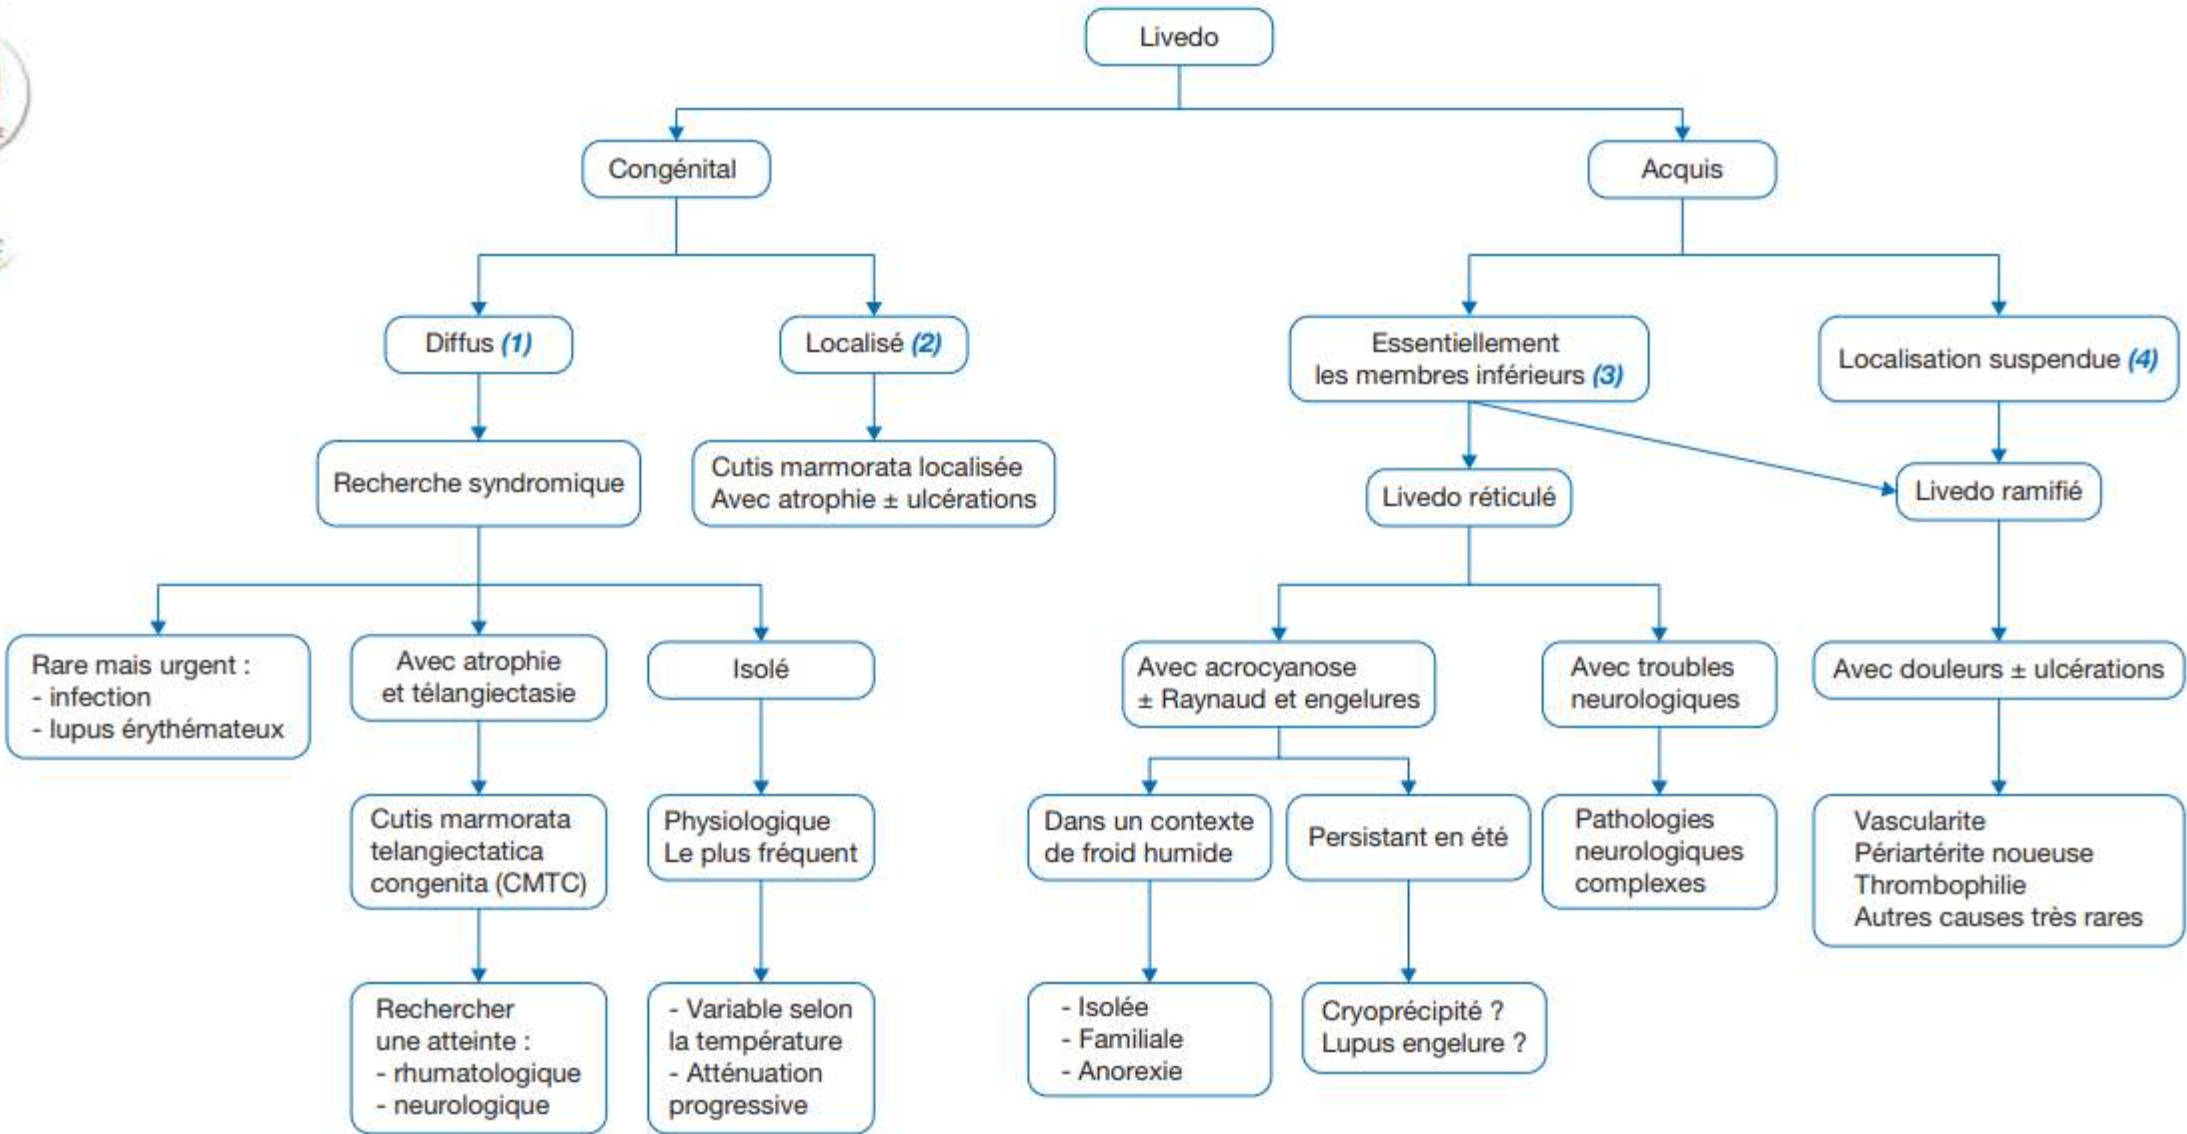 Livedo
Congénital
Acquis
Diffus (1)
Localisé (2)
Essentiellement
les membres inférieurs (3)
Localisation suspendue (4)
Recherche syndromique
Cutis marmorata localisée
Avec atrophie ± ulcérations
Livedo réticulé
Livedo ramifié
Rare mais urgent :
- infection
- lupus érythémateux
Avec atrophie
et télangiectasie
Isolé
Avec acrocyanose
± Raynaud et engelures
Avec troubles
neurologiques
Avec douleurs ± ulcérations
Cutis marmorata
telangiectatica
congenita (CMTC)
Physiologique
Le plus fréquent
Dans un contexte
de froid humide
Persistant en été
Pathologies
neurologiques
complexes
Vascularite
Périartérite noueuse
Thrombophilie
Autres causes très rares
Rechercher
une atteinte :
- rhumatologique
- neurologique
- Variable selon
la température
- Atténuation
progressive
- Isolée
- Familiale
- Anorexie
Cryoprécipité ?
Lupus engelure ?